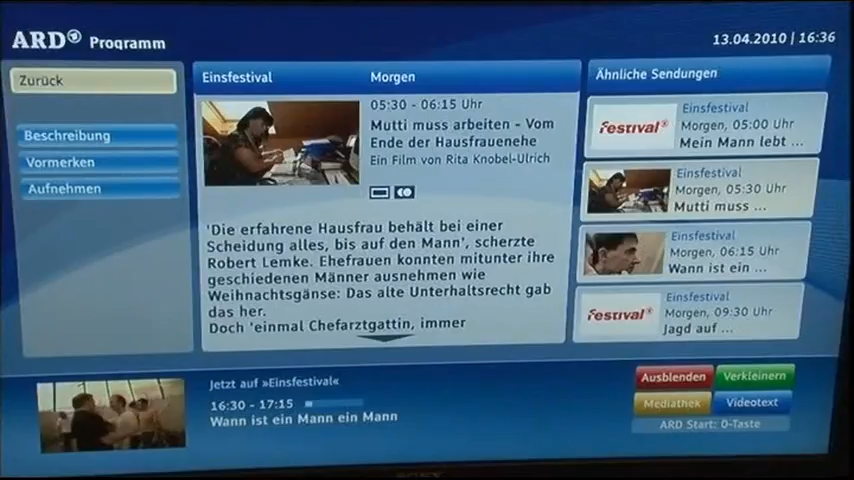 ARD Programm
13.04.2010 | 16:36
Zurück
Beschreibung
Vormerken
Aufnehmen
Einsfestival Morgen
05:30 - 06:15 Uhr
Mutti muss arbeiten - Vom
Ende der Hausfrauenehe
Ein Film von Rita Knobel-Ulrich
'Die erfahrene Hausfrau behält bei einer
Scheidung alles, bis auf den Mann', scherzte
Robert Lemke. Ehefrauen konnten mitunter ihre
geschiedenen Männer ausnehmen wie
Weihnachtsgänse: Das alte Unterhaltsrecht gab
das her.
Doch 'einmal Chefarztgattin, immer
Ähnliche Sendungen
Festival
Einsfestival
Morgen, 05:00 Uhr
Mein Mann lebt ...
Einsfestival
Morgen, 05:30 Uhr
Mutti muss ...
Einsfestival
Morgen, 06:15 Uhr
Wann ist ein ...
Festival
Einsfestival
Morgen, 09:30 Uhr
Jagd auf ...
Jetzt auf »Einsfestival«
16:30 - 17:15
Wann ist ein Mann ein Mann
Ausblenden Verkleinern
Mediathek Videotext
ARD Start: 0-Taste